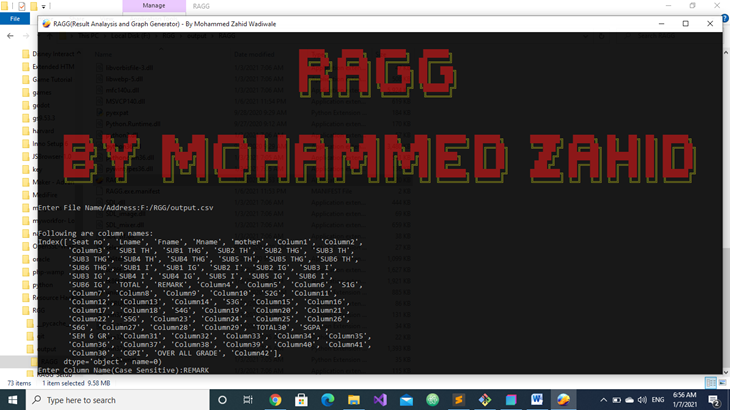 File
Manage
RAGG
RAGG(Result Analaysis and Graph Generator) - By Mohammed Zahid Wadiwale
RAGG
BY MOHAMMED ZAHID
Enter File Name/Address:F:/RGG/output.csv
Following are column names:
Index(['Seat no', 'Lname', 'Fname', 'Mname', 'mother', 'Column1', 'Column2',
'Column3', 'SUB1 TH', 'SUB1 THG', 'SUB2 TH', 'SUB2 THG', 'SUB3 TH',
'SUB3 THG', 'SUB4 TH', 'SUB4 THG', 'SUB5 TH', 'SUB5 THG', 'SUB6 TH',
'SUB6 THG', 'SUB1 I', 'SUB1 IG', 'SUB2 I', 'SUB2 IG', 'SUB3 I',
'SUB3 IG', 'SUB4 I', 'SUB4 IG', 'SUB5 I', 'SUB5 IG', 'SUB6 I',
'SUB6 IG', 'TOTAL', 'REMARK', 'Column4', 'Column5', 'Column6', 'S1G',
'Column7', 'Column8', 'Column9', 'Column10', 'S2G', 'Column11',
'Column12', 'Column13', 'Column14', 'S3G', 'Column15', 'Column16',
'Column17', 'Column18', 'S4G', 'Column19', 'Column20', 'Column21',
'Column22', 'S5G', 'Column23', 'Column24', 'Column25', 'Column26',
'S6G', 'Column27', 'Column28', 'Column29', 'TOTAL30', 'SGPA',
'SEM 6 GR', 'Column31', 'Column32', 'Column33', 'Column34', 'Column35',
'Column36', 'Column37', 'Column38', 'Column39', 'Column40', 'Column41',
'Column30', 'CGPI', 'OVER ALL GRADE', 'Column42'],
dtype='object', name=0)
Enter Column Name(Case Sensitive):REMARK
73 items 1 item selected 9.58 MB
Type here to search
ENG
6:56 AM
1/7/2021